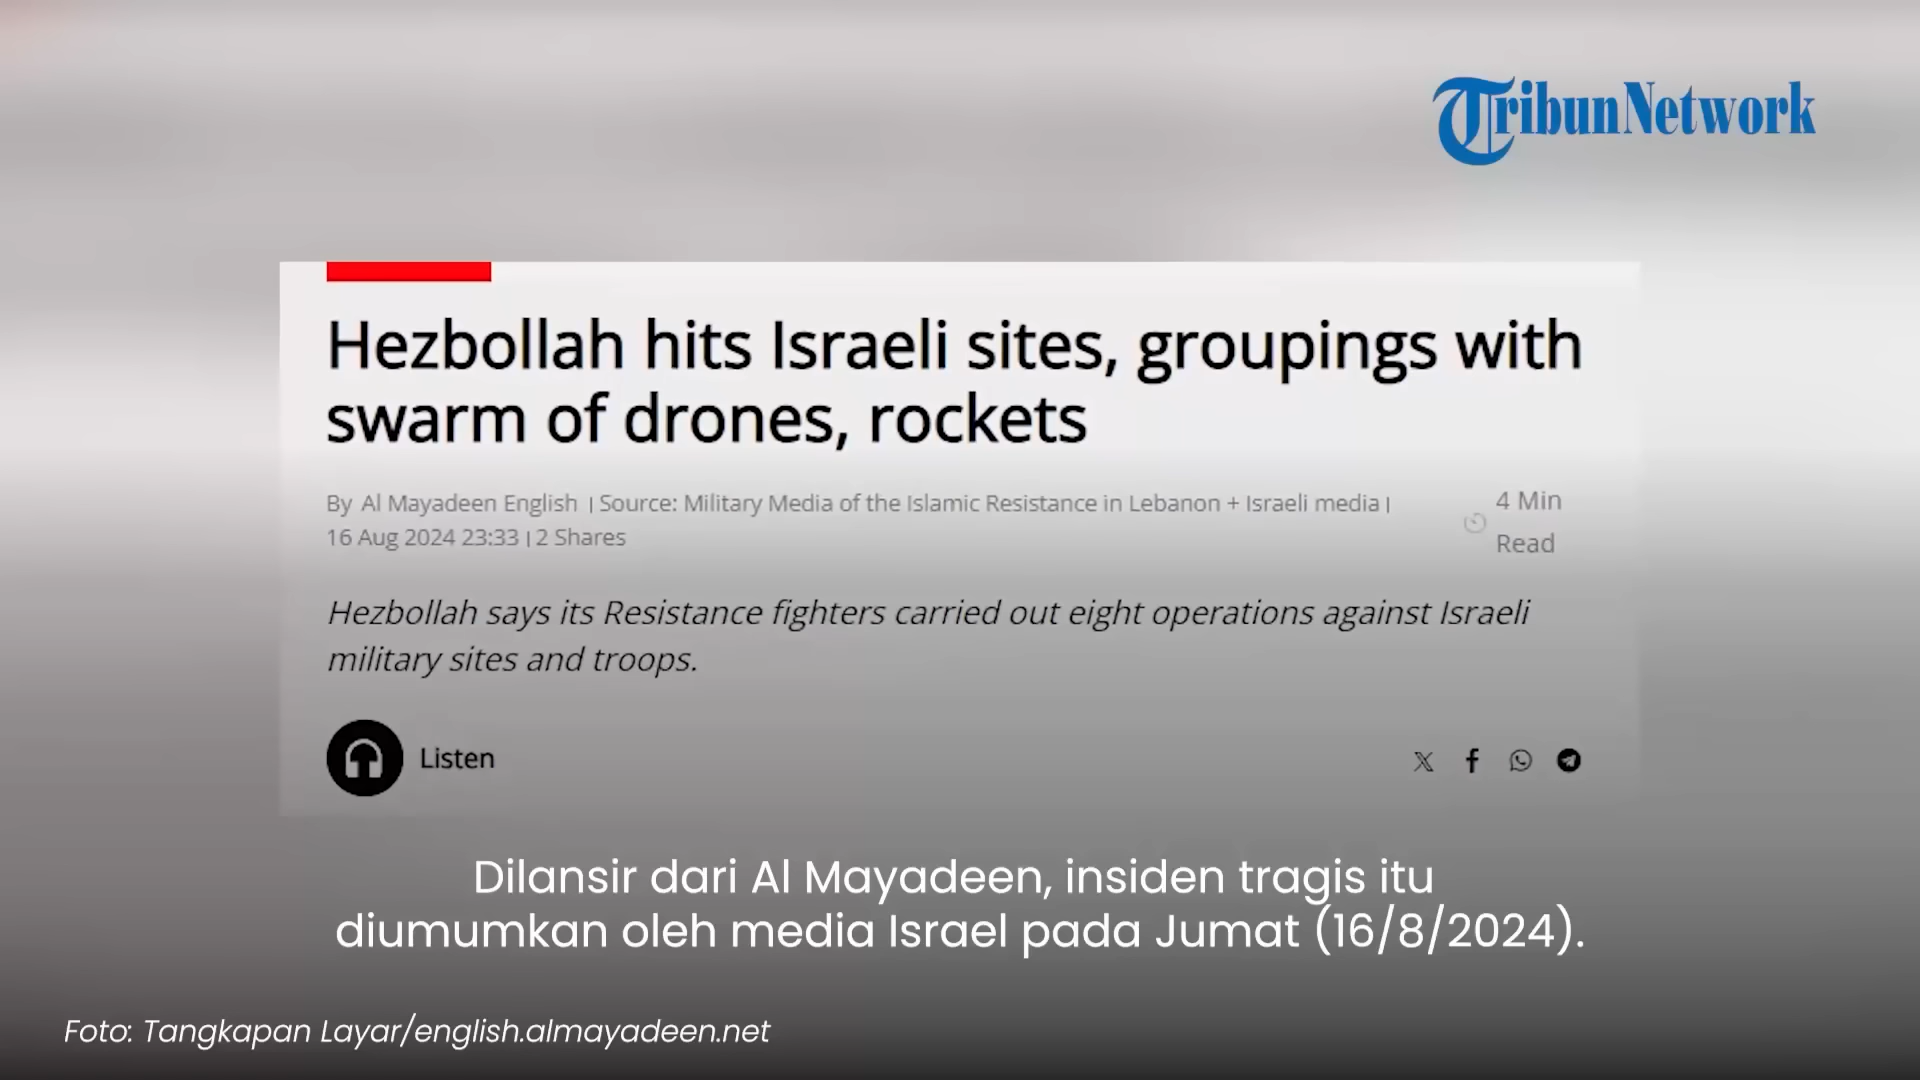 TribunNetwork
Hezbollah hits Israeli sites, groupings with
swarm of drones, rockets
By Al Mayadeen English | Source: Military Media of the Islamic Resistance in Lebanon + Israeli media |
16 Aug 2024 23:33 | 2 Shares
4 Min
Read
Hezbollah says its Resistance fighters carried out eight operations against Israeli
military sites and troops.
Listen
Dilansir dari Al Mayadeen, insiden tragis itu
diumumkan oleh media Israel pada Jumat (16/8/2024).
Foto: Tangkapan Layar/english.almayadeen.net